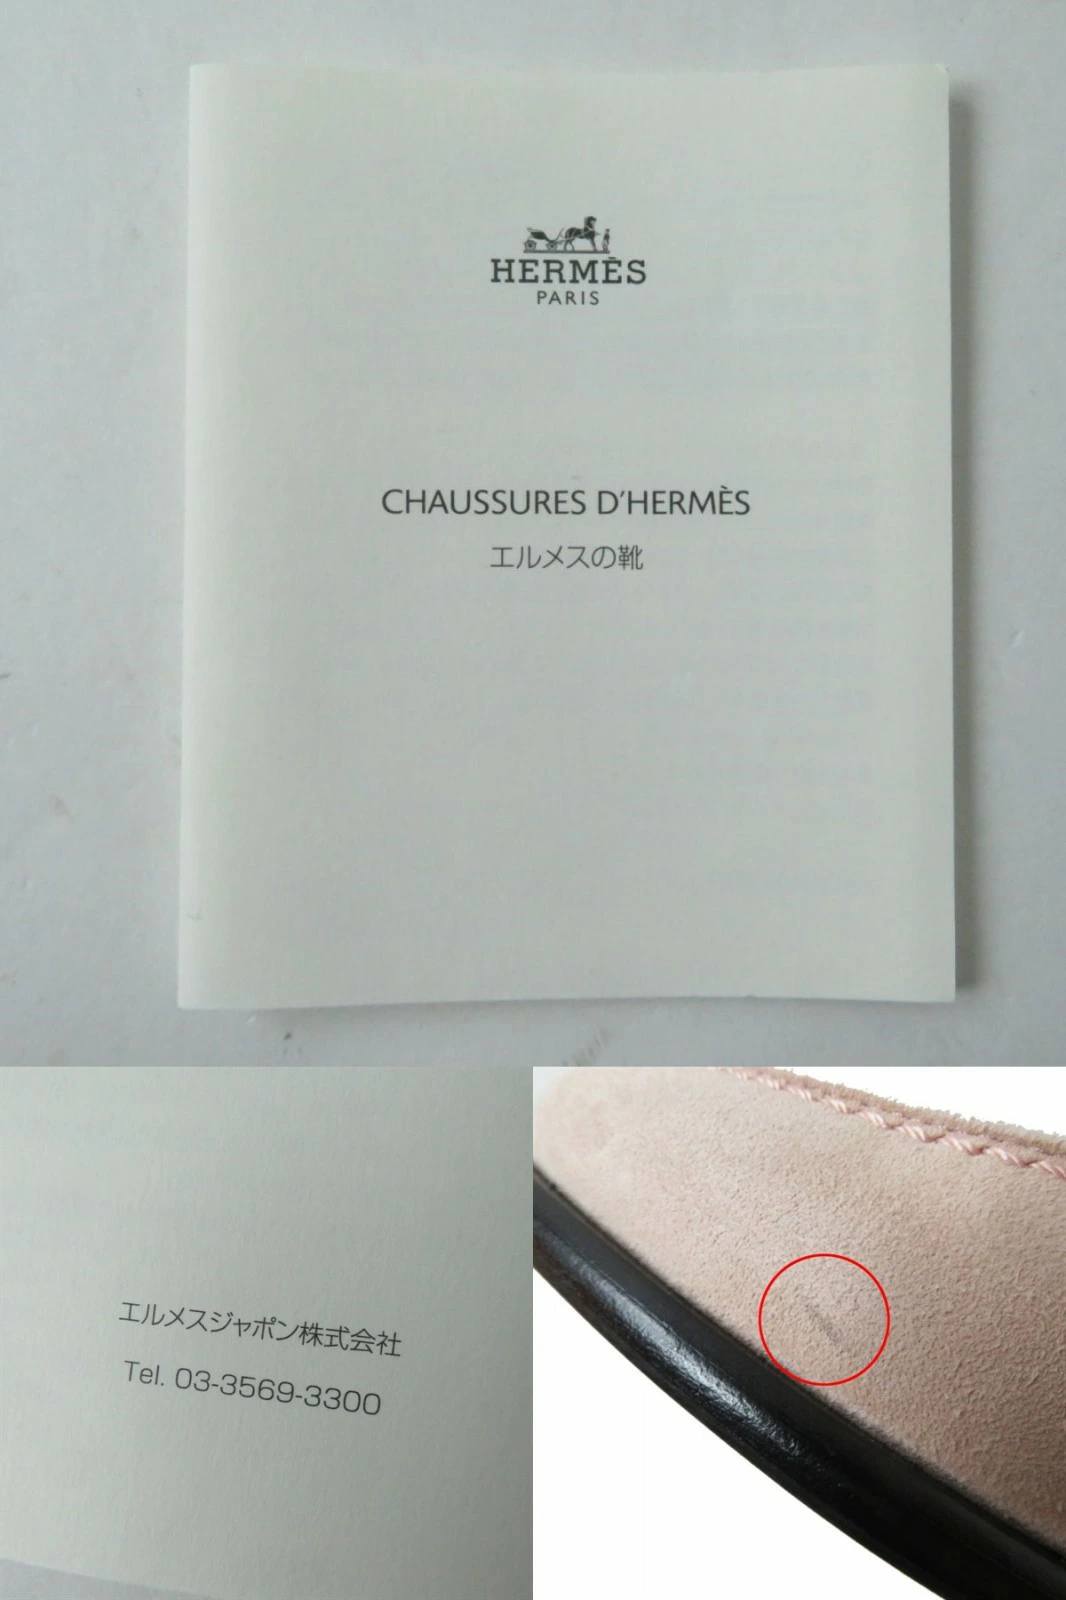 HERMÈS
PARIS
CHAUSSURES D'HERMÈS
エルメスの靴
エルメスジャポン株式会社
Tel. 03-3569-3300